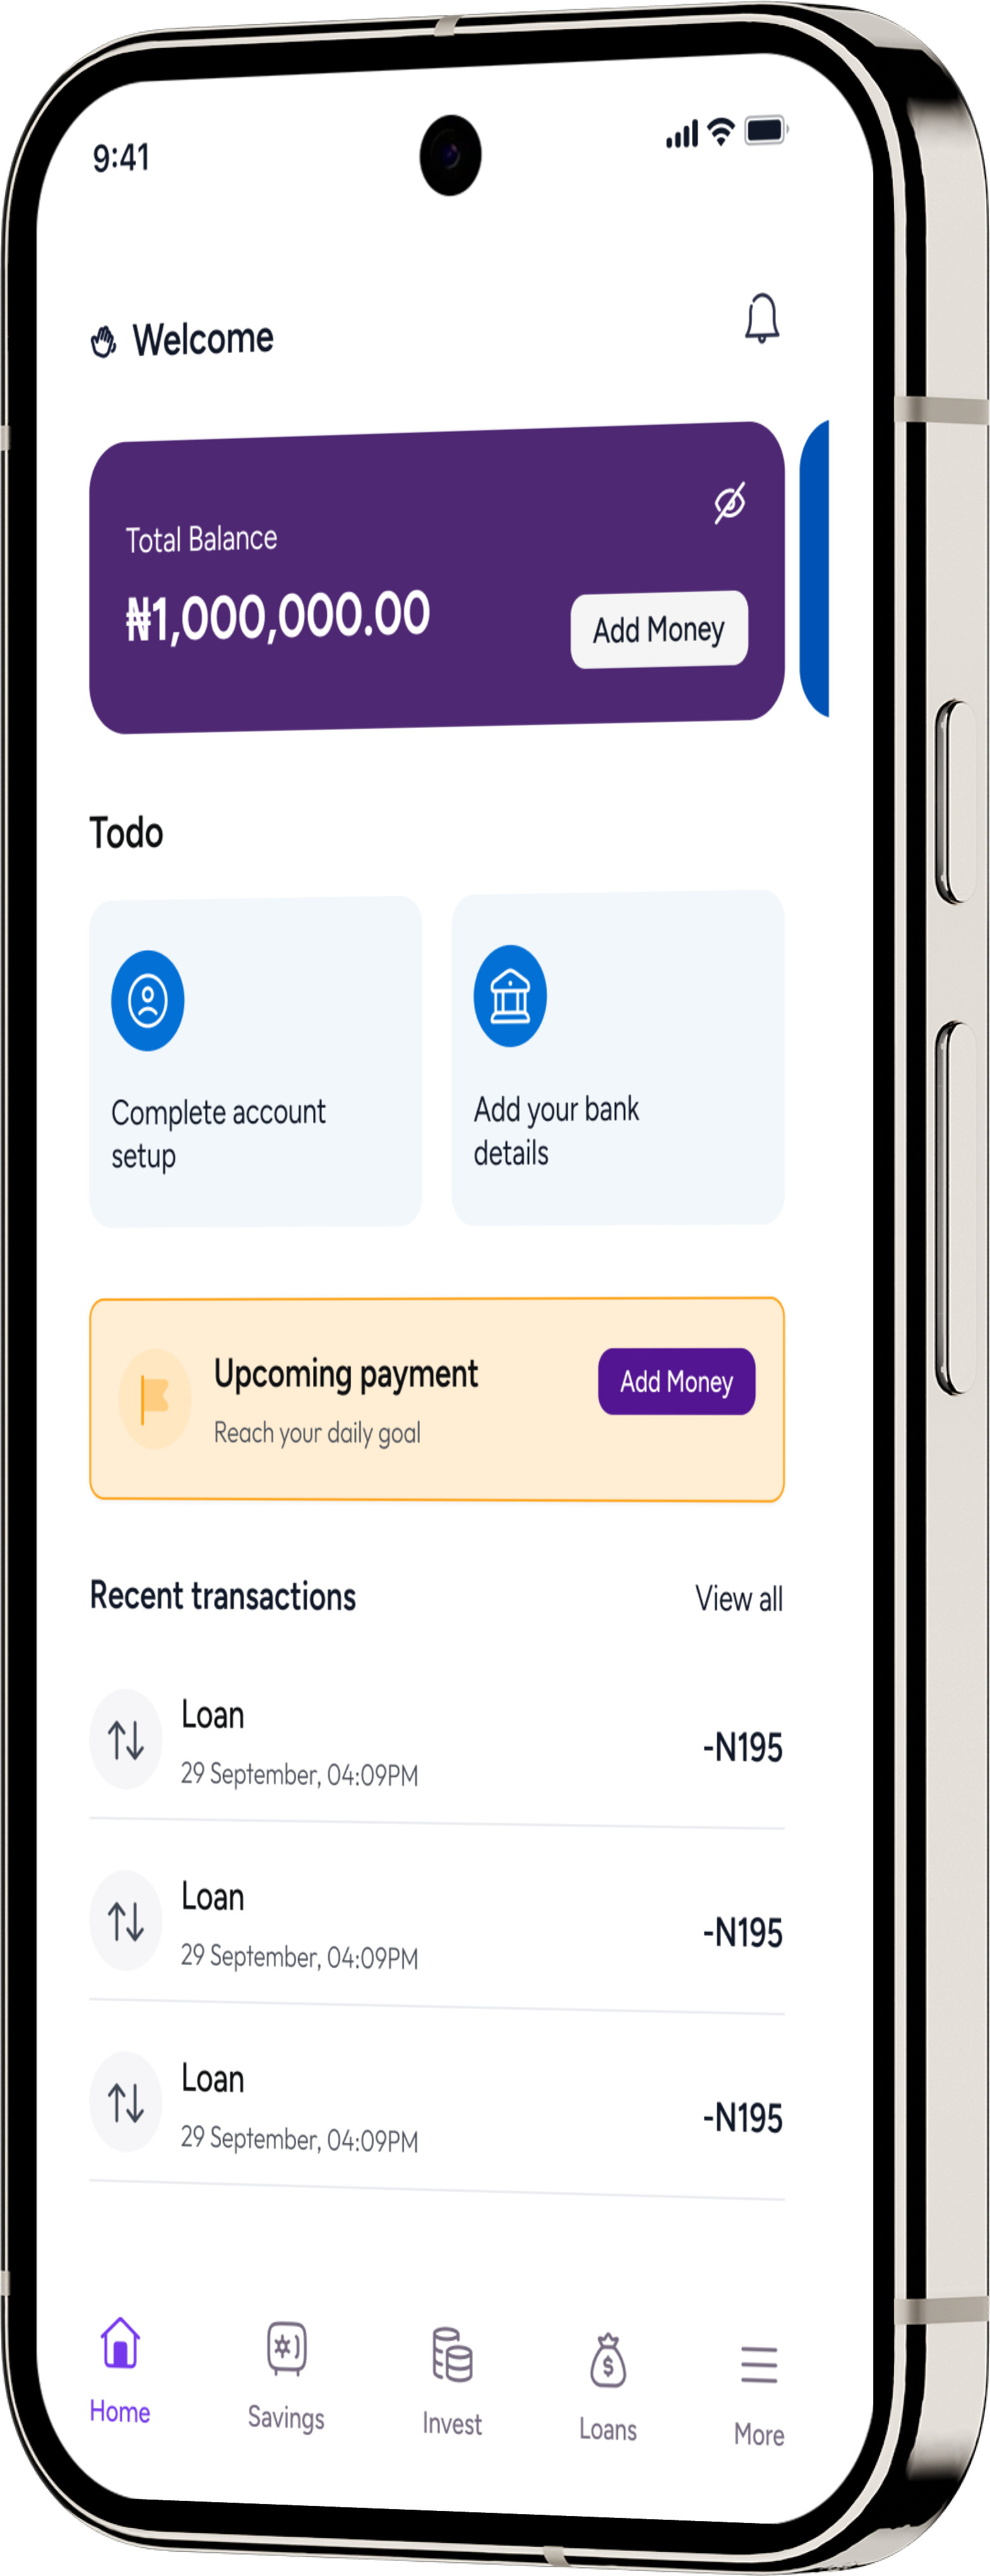 9:41
Welcome
Total Balance
₦1,000,000.00
Add Money
Todo
Complete account
setup
Add your bank
details
Upcoming payment
Add Money
Reach your daily goal
Recent transactions
View all
Loan
-N195
29 September, 04:09PM
Loan
-N195
29 September, 04:09PM
Loan
-N195
29 September, 04:09PM
Home
Savings
Invest
Loans
More